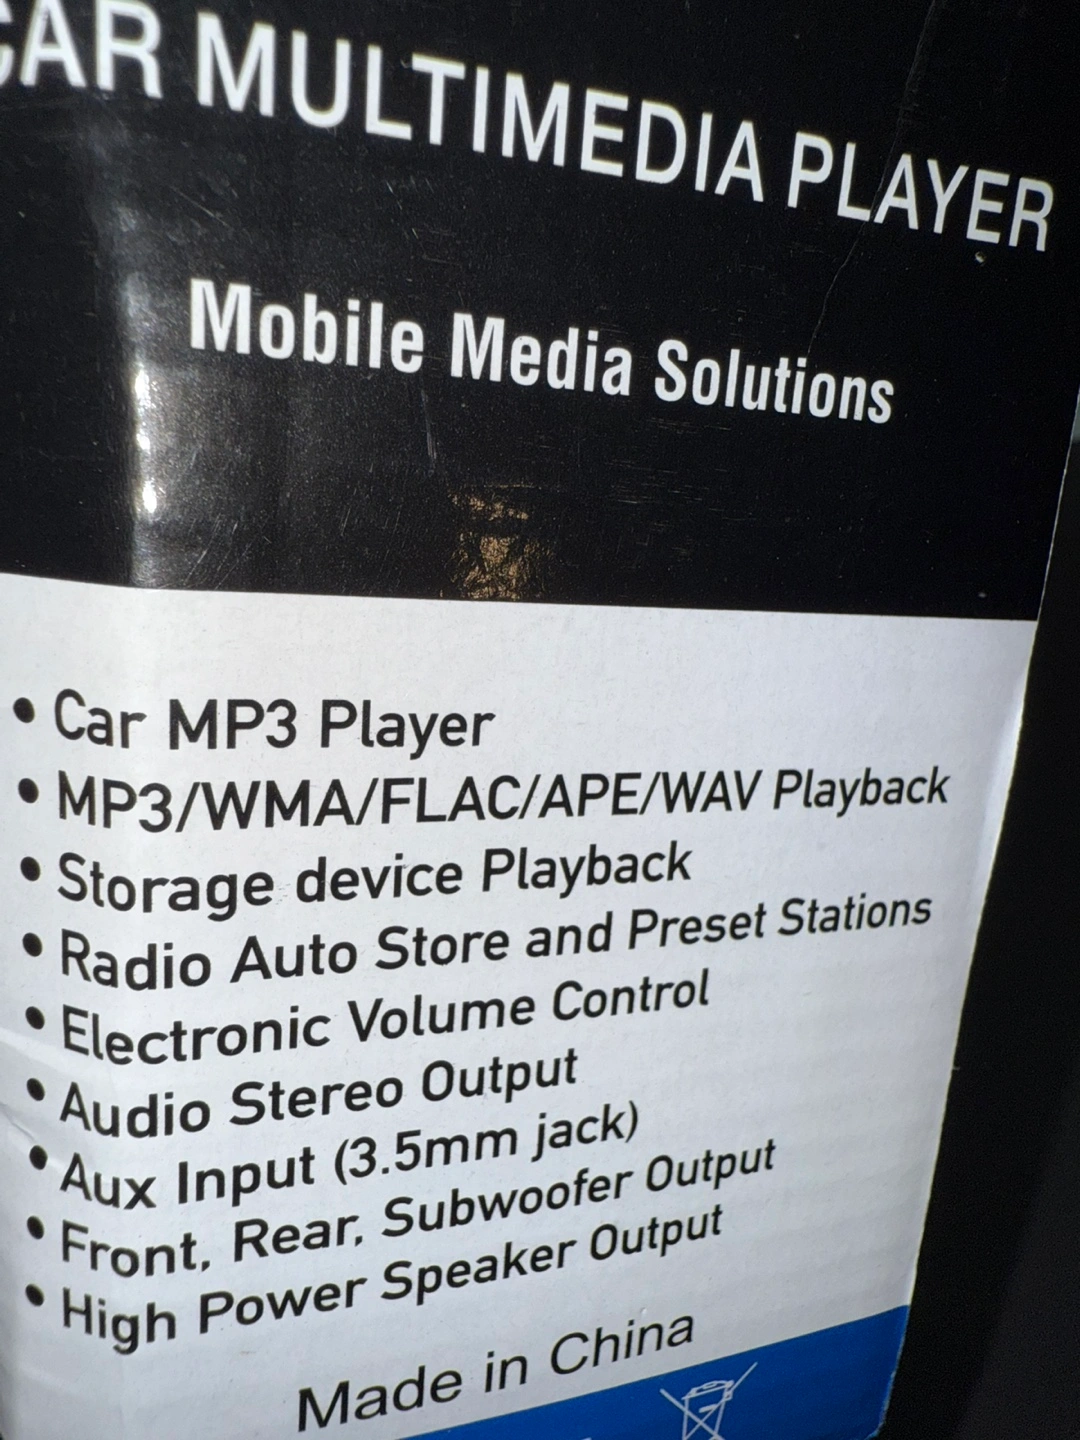 CAR MULTIMEDIA PLAYER
Mobile Media Solutions
• Car MP3 Player
• MP3/WMA/FLAC/APE/WAV Playback
• Storage device Playback
• Radio Auto Store and Preset Stations
• Electronic Volume Control
• Audio Stereo Output
• Aux Input (3.5mm jack)
• Front, Rear, Subwoofer Output
• High Power Speaker Output
Made in China